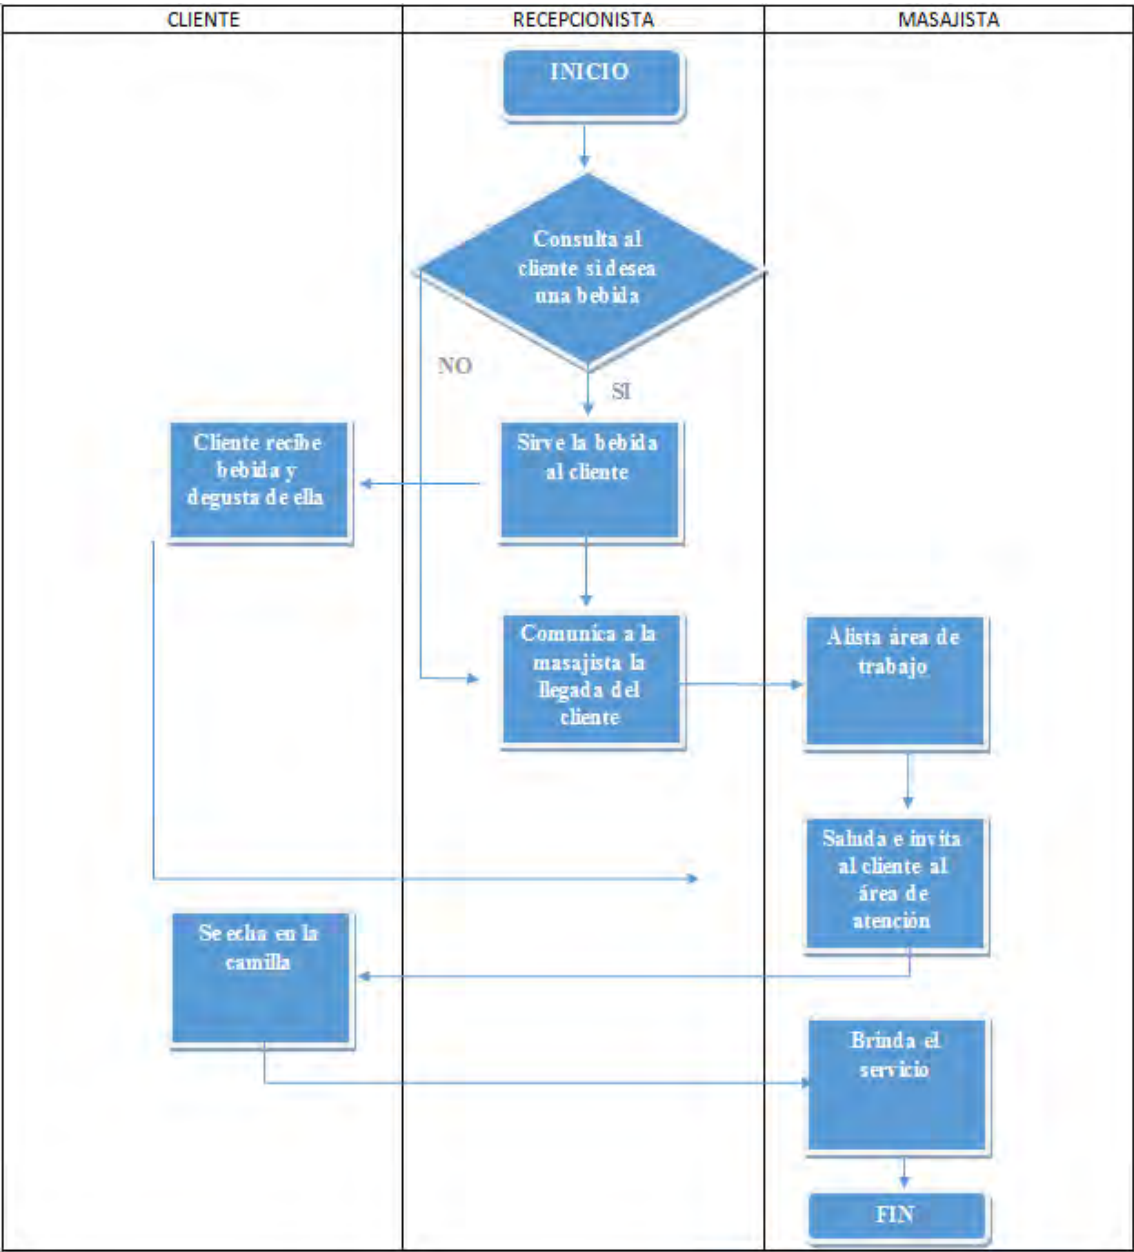 CLIENTE
RECEPCIONISTA
MASAJISTA
INICIO
Consulta al
cliente si desea
una bebida
NO
SI
Cliente recibe
bebida y
degusta de ella
Sirve la bebida
al cliente
Comunica a la
masajista la
llegada del
cliente
Alista área de
trabajo
Saluda e invita
al cliente al
área de
atención
Se echa en la
camilla
Brinda el
servicio
FIN